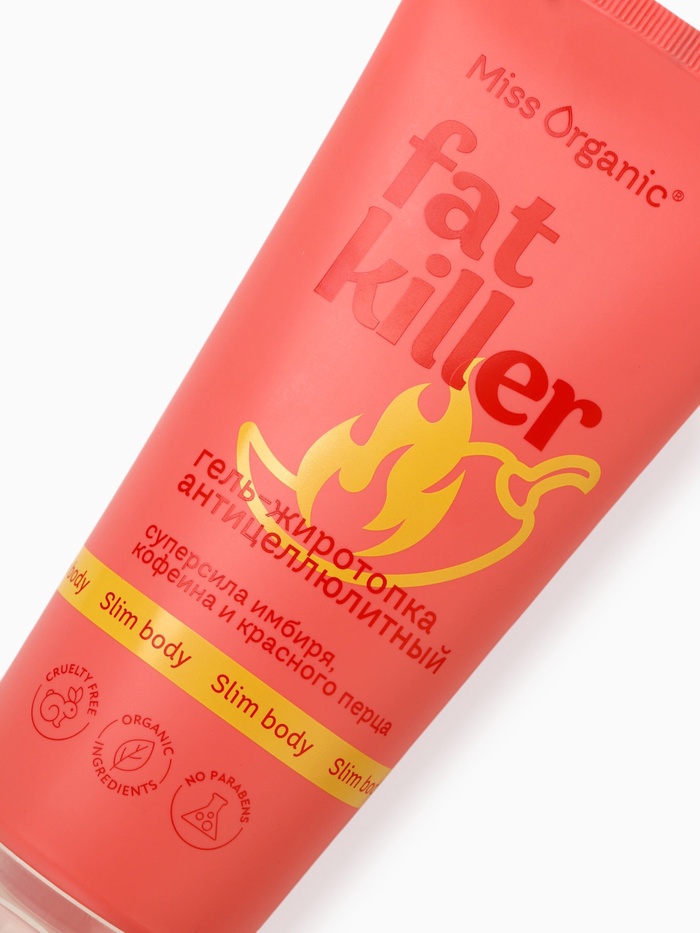 Miss Organic®
fat
killer
гель-жиротопка
антицеллюлитный
суперсила имбиря,
кофеина и красного перца
body Slim body Slim body Slim body
CRUELTY FREE
ORGANIC
INGREDIENTS
NO PARABENS